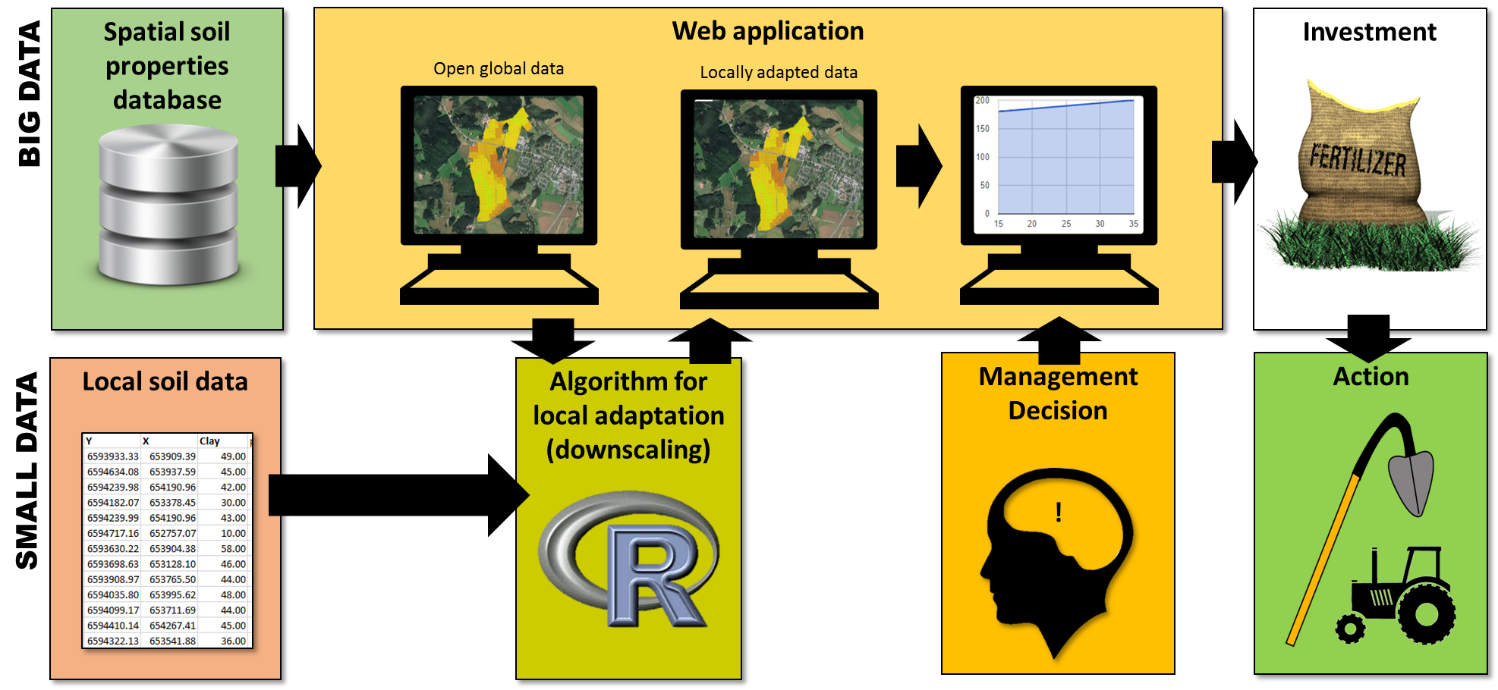 BIG DATA
Spatial soil
properties
database
Web application
Open global data
Locally adapted data
200
150
100
50
0
15 20 25 30 35
Investment
FERTILIZER
SMALL DATA
Local soil data
Y X Clay
6593933.33 653909.39 49.00
6594634.08 653937.59 45.00
6594239.98 654190.96 42.00
6594182.07 653378.45 30.00
6594239.99 654190.96 43.00
6594717.16 652757.07 10.00
6593630.22 653904.38 58.00
6593698.63 653128.10 46.00
6593908.97 653765.50 44.00
6594035.80 653995.62 48.00
6594099.17 653711.69 44.00
6594410.14 654267.41 45.00
6594322.13 653541.88 36.00
Algorithm for
local adaptation
(downscaling)
R
Management
Decision
!
Action